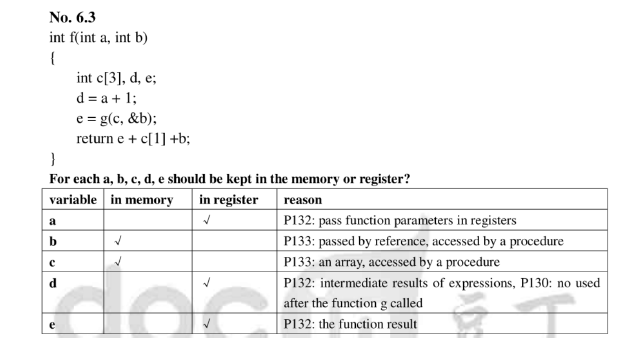 No. 6.3
int f(int a, int b)
{
int c[3], d, e;
d = a + 1;
e = g(c, &b);
return e + c[1] +b;
}
For each a, b, c, d, e should be kept in the memory or register?
variable in memory in register reason
a √ P132: pass function parameters in registers
b √ P133: passed by reference, accessed by a procedure
c √ P133: an array, accessed by a procedure
d √ P132: intermediate results of expressions, P130: no used
after the function g called
e √ P132: the function result